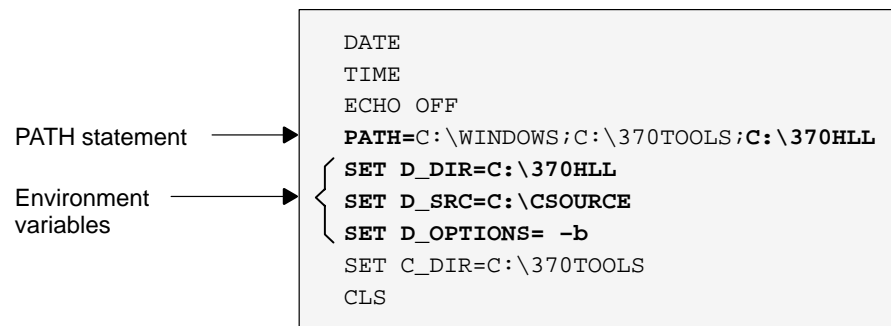 DATE
TIME
ECHO OFF
PATH statement
PATH=C:\WINDOWS;C:\370TOOLS;C:\370HLL
SET D_DIR=C:\370HLL
Environment
variables
SET D_SRC=C:\CSOURCE
SET D_OPTIONS= –b
SET C_DIR=C:\370TOOLS
CLS